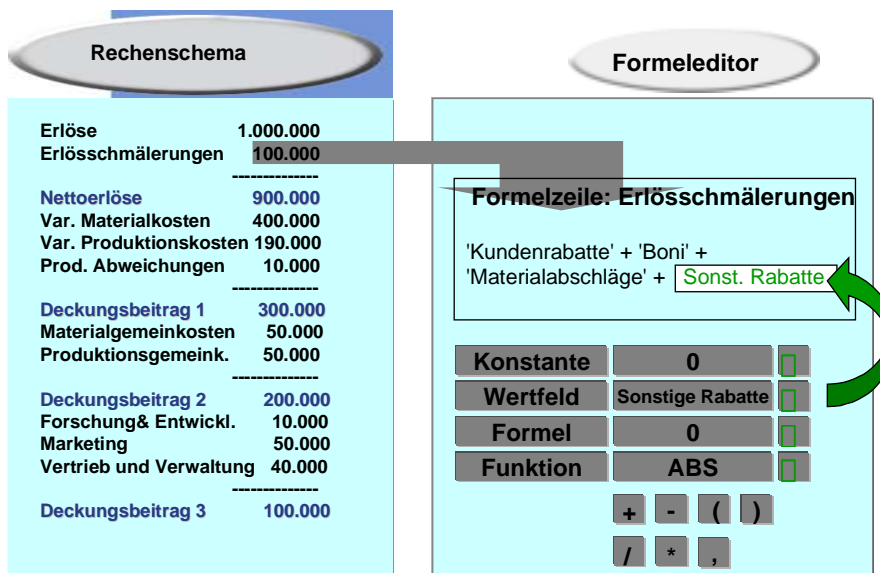 Rechenschema
Erlöse 1.000.000
Erlösschmälerungen 100.000
--------------
Nettoerlöse 900.000
Var. Materialkosten 400.000
Var. Produktionskosten 190.000
Prod. Abweichungen 10.000
--------------
Deckungsbeitrag 1 300.000
Materialgemeinkosten 50.000
Produktionsgemeink. 50.000
--------------
Deckungsbeitrag 2 200.000
Forschung& Entwickl. 10.000
Marketing 50.000
Vertrieb und Verwaltung 40.000
--------------
Deckungsbeitrag 3 100.000
Formeleditor
Formelzeile: Erlösschmälerungen
'Kundenrabatte' + 'Boni' +
'Materialabschläge' + Sonst. Rabatte
Konstante 0
Wertfeld Sonstige Rabatte
Formel 0
Funktion ABS
+ - ( )
/ * ,